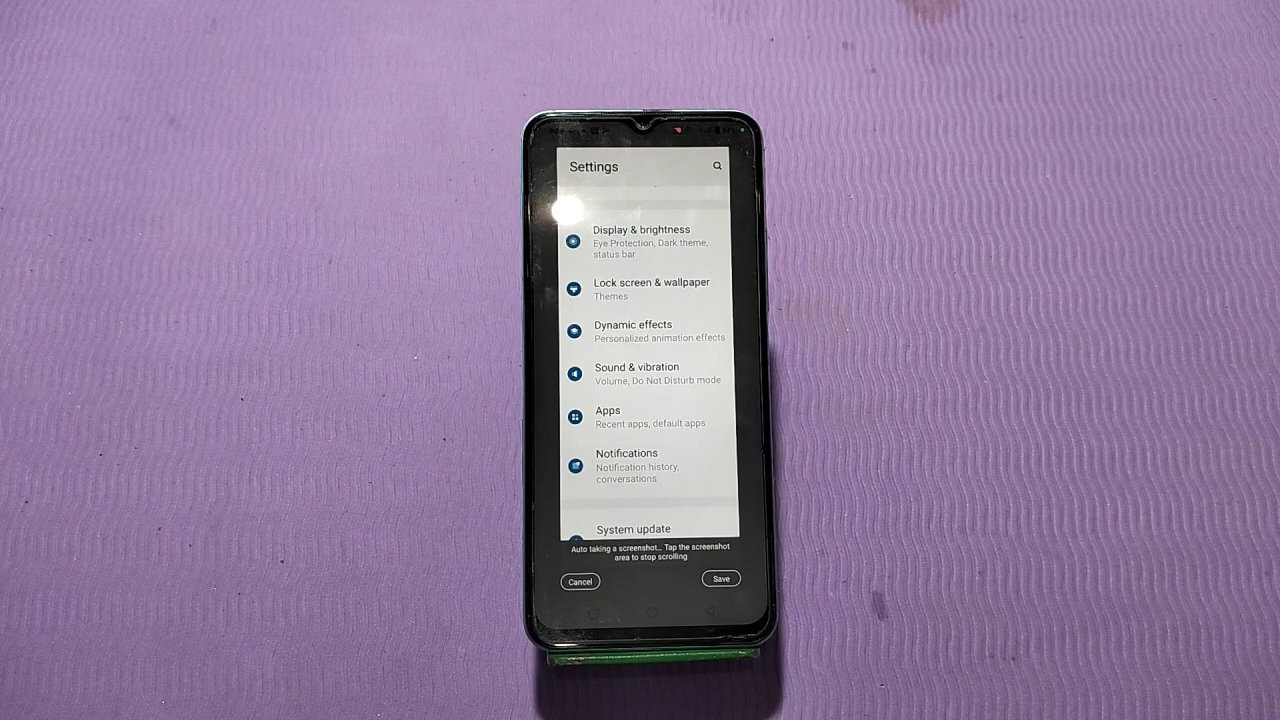 Settings
Display & brightness
Eye Protection, Dark theme,
status bar
Lock screen & wallpaper
Themes
Dynamic effects
Personalized animation effects
Sound & vibration
Volume, Do Not Disturb mode
Apps
Recent apps, default apps
Notifications
Notification history,
conversations
System update
Auto taking a screenshot... Tap the screenshot
area to stop scrolling
Cancel
Save